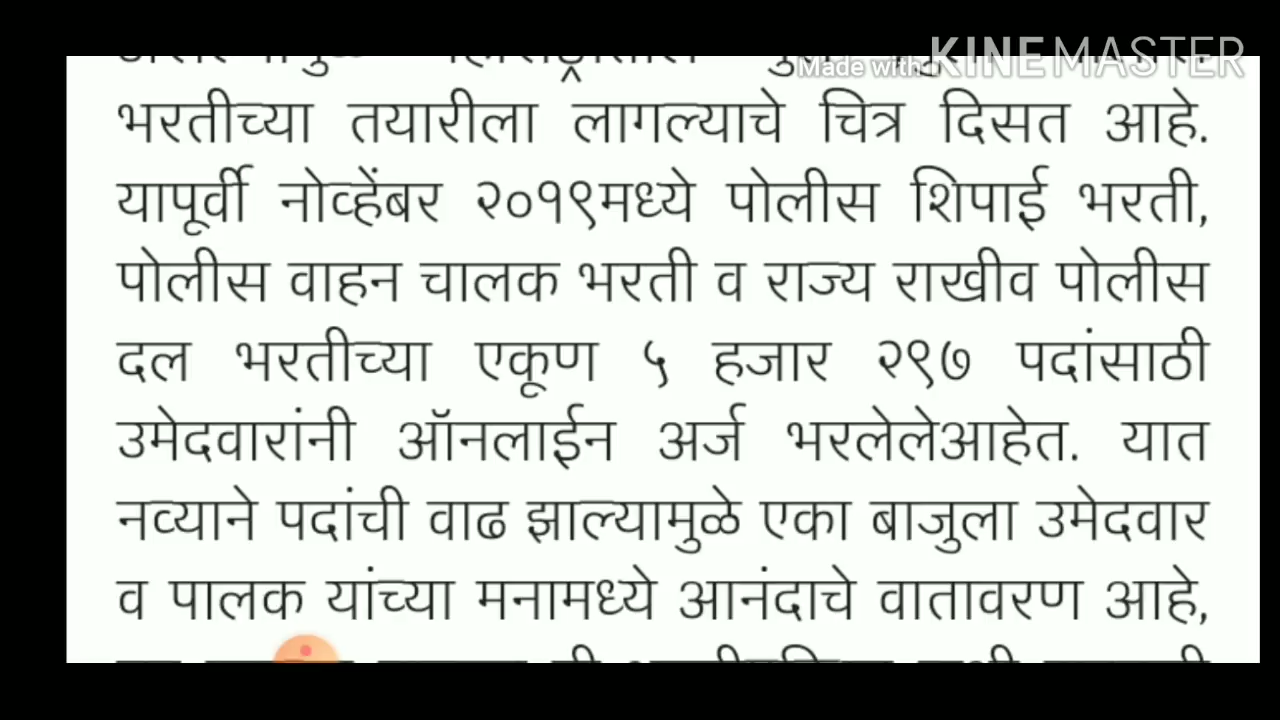 Made with KINEMASTER
भरतीच्या तयारीला लागल्याचे चित्र दिसत आहे.
यापूर्वी नोव्हेंबर २०१९मध्ये पोलीस शिपाई भरती,
पोलीस वाहन चालक भरती व राज्य राखीव पोलीस
दल भरतीच्या एकूण ५ हजार २९७ पदांसाठी
उमेदवारांनी ऑनलाईन अर्ज भरलेलेआहेत. यात
नव्याने पदांची वाढ झाल्यामुळे एका बाजुला उमेदवार
व पालक यांच्या मनामध्ये आनंदाचे वातावरण आहे,